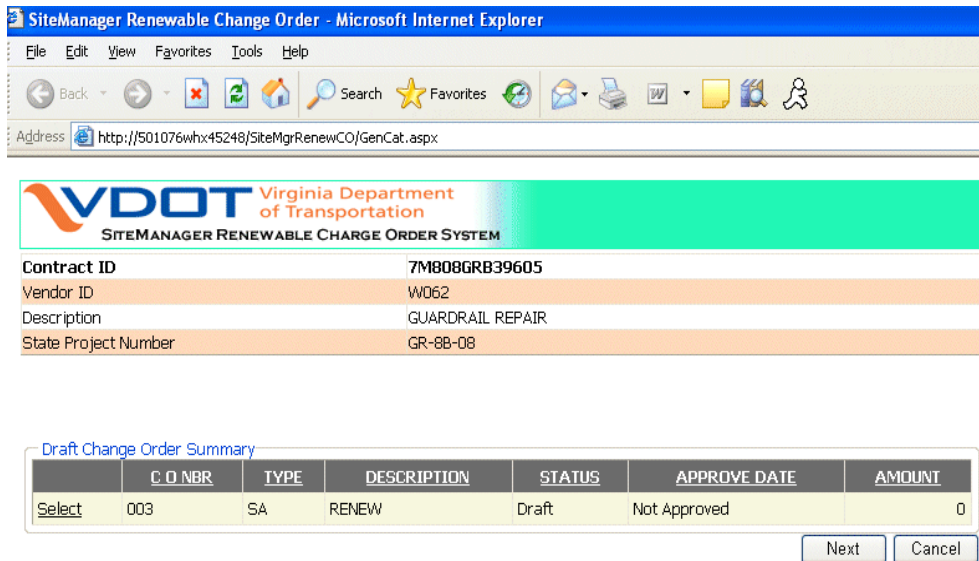 SiteManager Renewable Change Order - Microsoft Internet Explorer
File Edit View Favorites Tools Help
Back Search Favorites W
Address http://501076whx45248/SiteMgrRenewCO/GenCat.aspx
VDOT Virginia Department
of Transportation
SITEMANAGER RENEWABLE CHARGE ORDER SYSTEM
Contract ID 7M808GRB39605
Vendor ID W062
Description GUARDRAIL REPAIR
State Project Number GR-8B-08
Draft Change Order Summary
C O NBR TYPE DESCRIPTION STATUS APPROVE DATE AMOUNT
Select 003 SA RENEW Draft Not Approved 0
Next Cancel